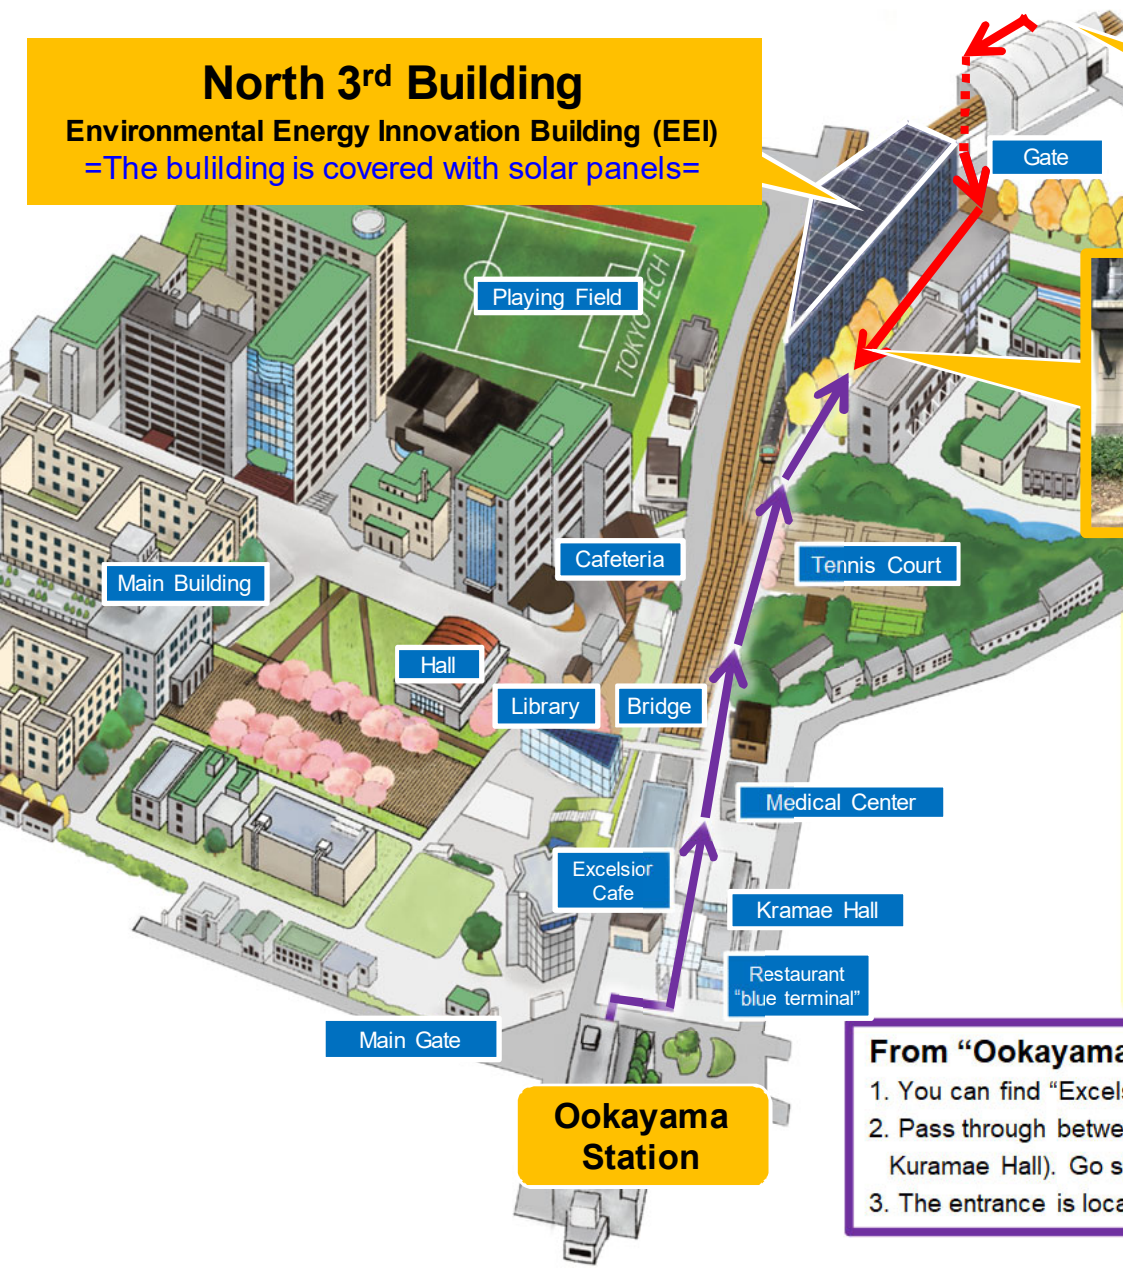 North 3rd Building
Environmental Energy Innovation Building (EEI)
=The bulilding is covered with solar panels=
Gate
Playing Field
TOKYO TECH
Cafeteria
Tennis Court
Main Building
Hall
Library
Bridge
Medical Center
Excelsior
Cafe
Kramae Hall
Restaurant
"blue terminal"
Main Gate
Ookayama
Station
From “Ookayama
1. You can find “Excels
2. Pass through betwe
Kuramae Hall). Go s
3. The entrance is loca